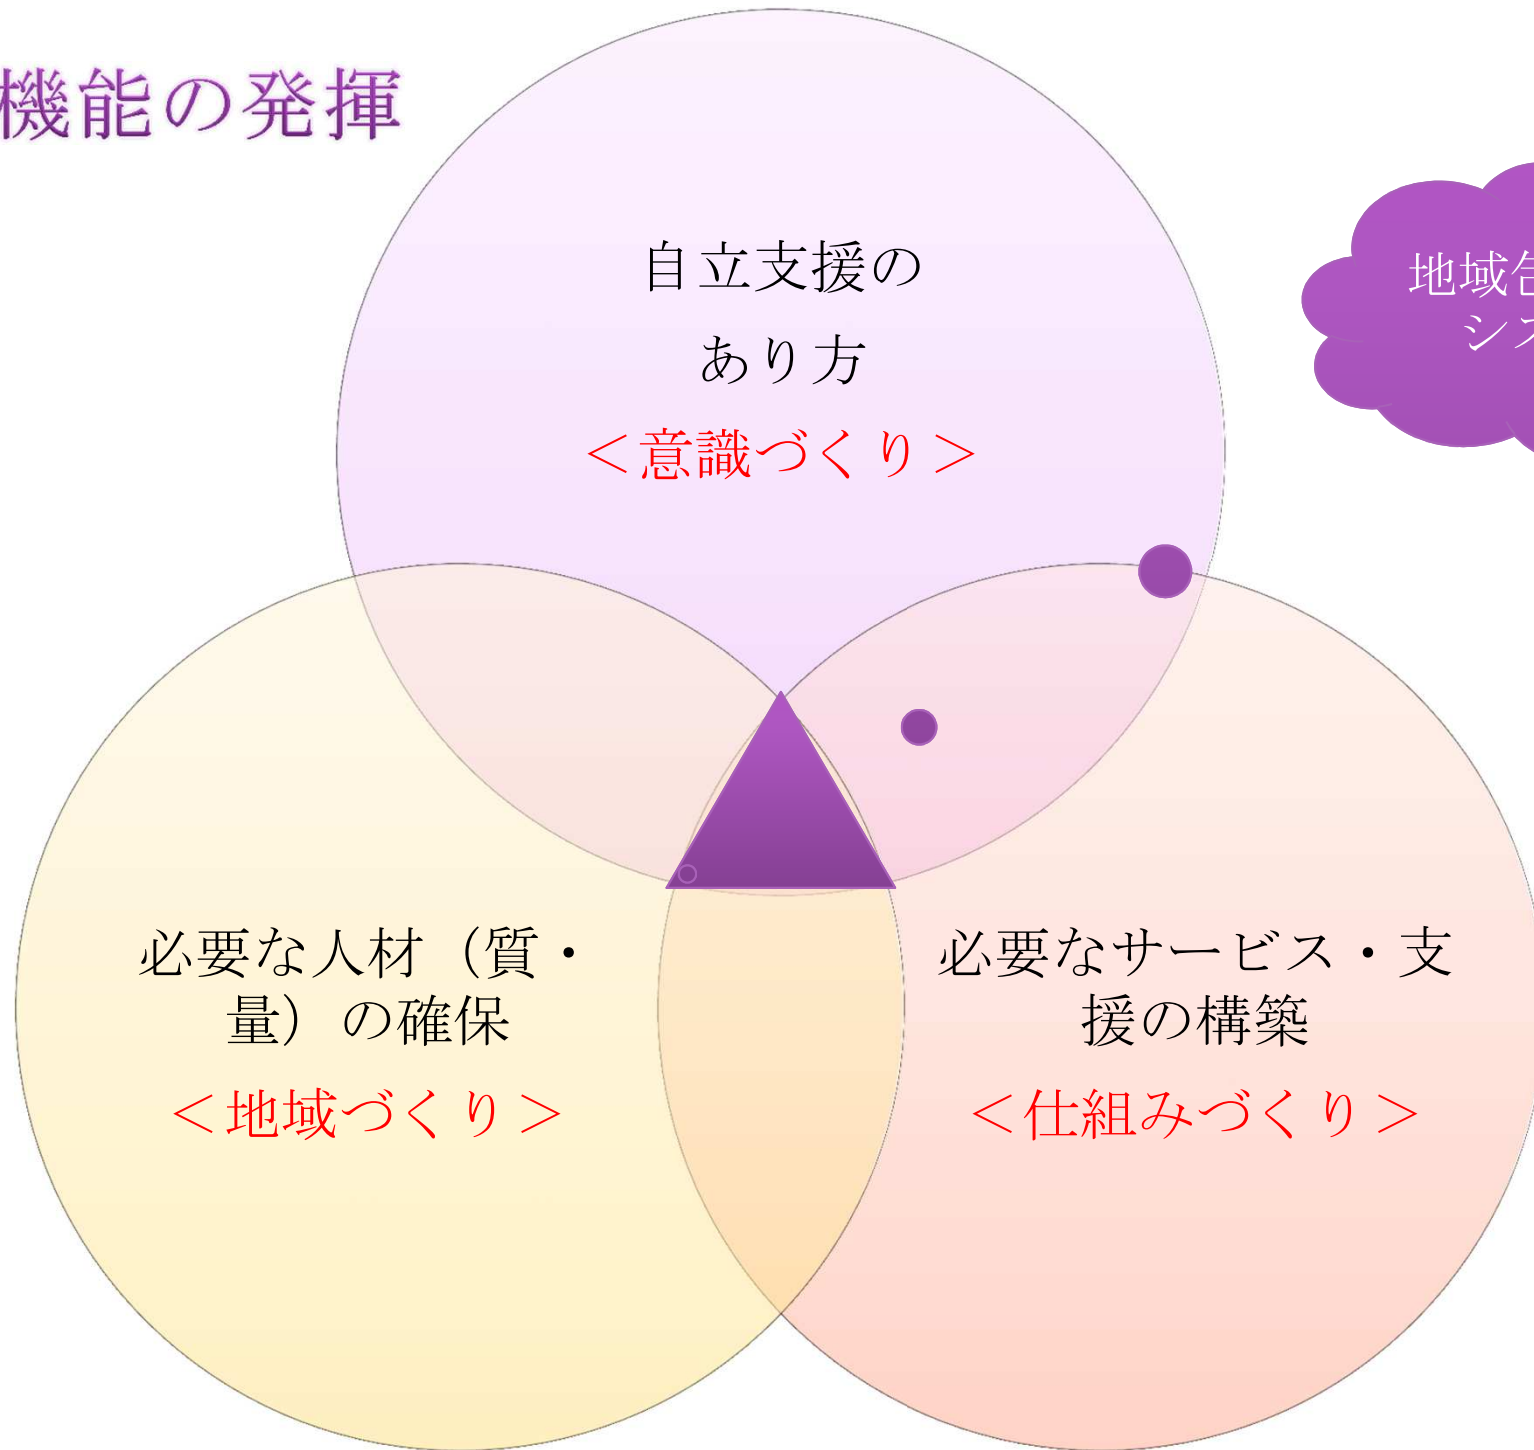 機能の発揮
自立支援の
あり方
＜意識づくり＞
地域包
シス
必要な人材（質・
量）の確保
＜地域づくり＞
必要なサービス・支
援の構築
＜仕組みづくり＞